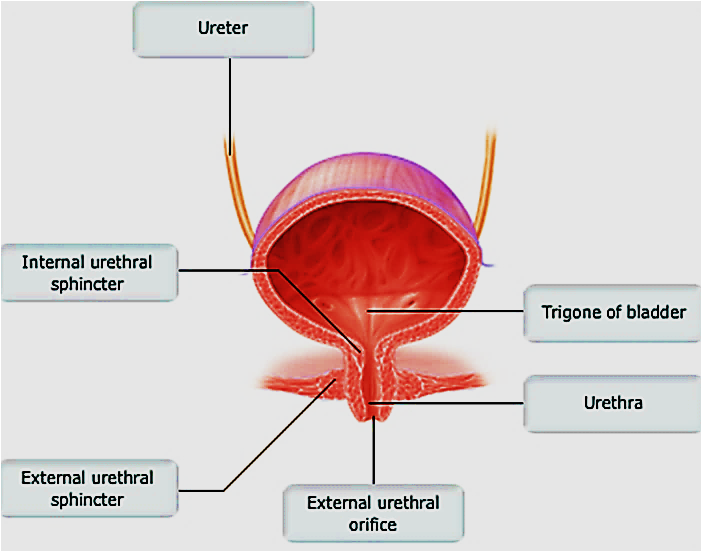 Ureter
Internal urethral
sphincter
Trigone of bladder
Urethra
External urethral
sphincter
External urethral
orifice